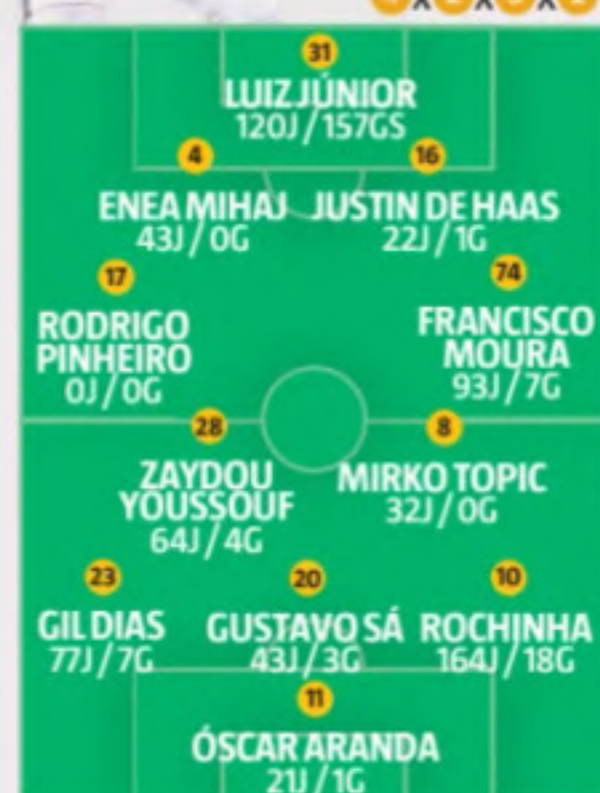 31
LUIZ JÚNIOR
120J/157GS
4
ENEA MIHAJ
43J/0G
16
JUSTIN DE HAAS
22J/1G
17
RODRIGO
PINHEIRO
0J/0G
74
FRANCISCO
MOURA
93J/7G
28
ZAYDOU
YOUSSOUF
64J/4G
8
MIRKO TOPIC
32J/0G
23
GIL DIAS
77J/7G
20
GUSTAVO SÁ
43J/3G
10
ROCHINHA
164J/18G
11
ÓSCAR ARANDA
21J/1G